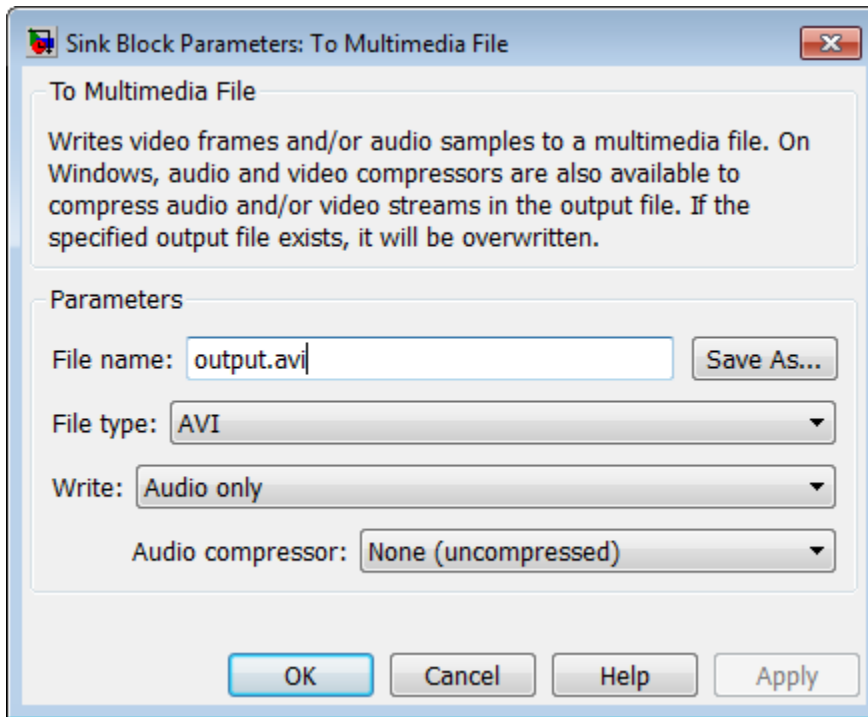 Sink Block Parameters: To Multimedia File
To Multimedia File
Writes video frames and/or audio samples to a multimedia file. On
Windows, audio and video compressors are also available to
compress audio and/or video streams in the output file. If the
specified output file exists, it will be overwritten.
Parameters
File name: output.avi Save As...
File type: AVI
Write: Audio only
Audio compressor: None (uncompressed)
OK Cancel Help Apply